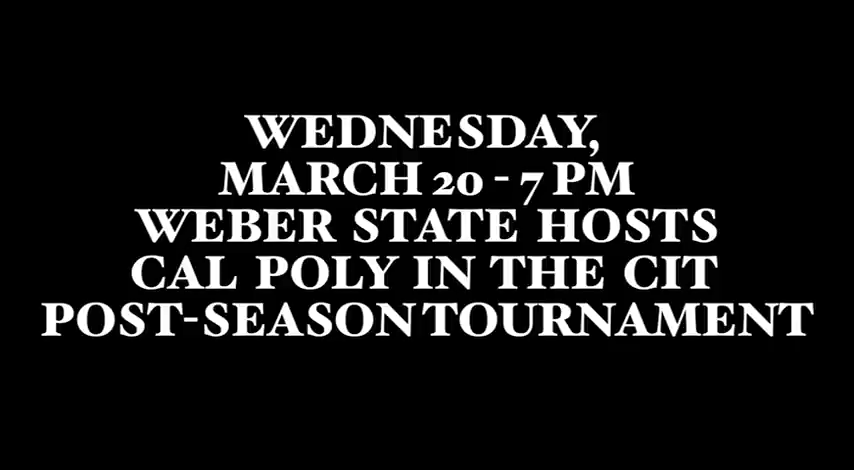 WEDNESDAY,
MARCH 20 - 7 PM
WEBER STATE HOSTS
CAL POLY IN THE CIT
POST-SEASON TOURNAMENT